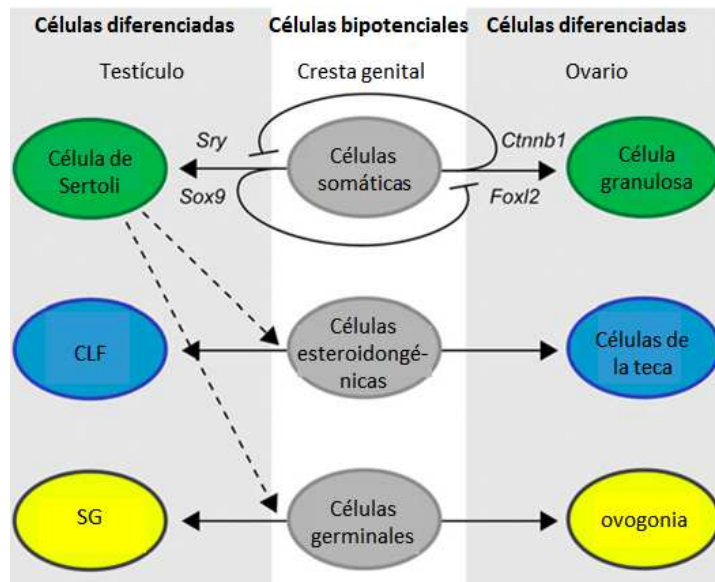 Células diferenciadas
Células bipotenciales
Células diferenciadas
Testículo
Cresta genital
Ovario
Célula de
Sertoli
Sry
Sox9
Células
somáticas
Ctnnb1
Foxl2
Célula
granulosa
CLF
Células
esteroidongé-
nicas
Células de
la teca
SG
Células
germinales
ovogonia